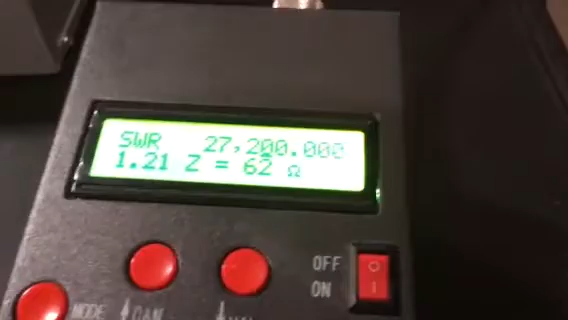 SWR 27,200.000
1.21 Z = 62 Ω
OFF
ON
MODE